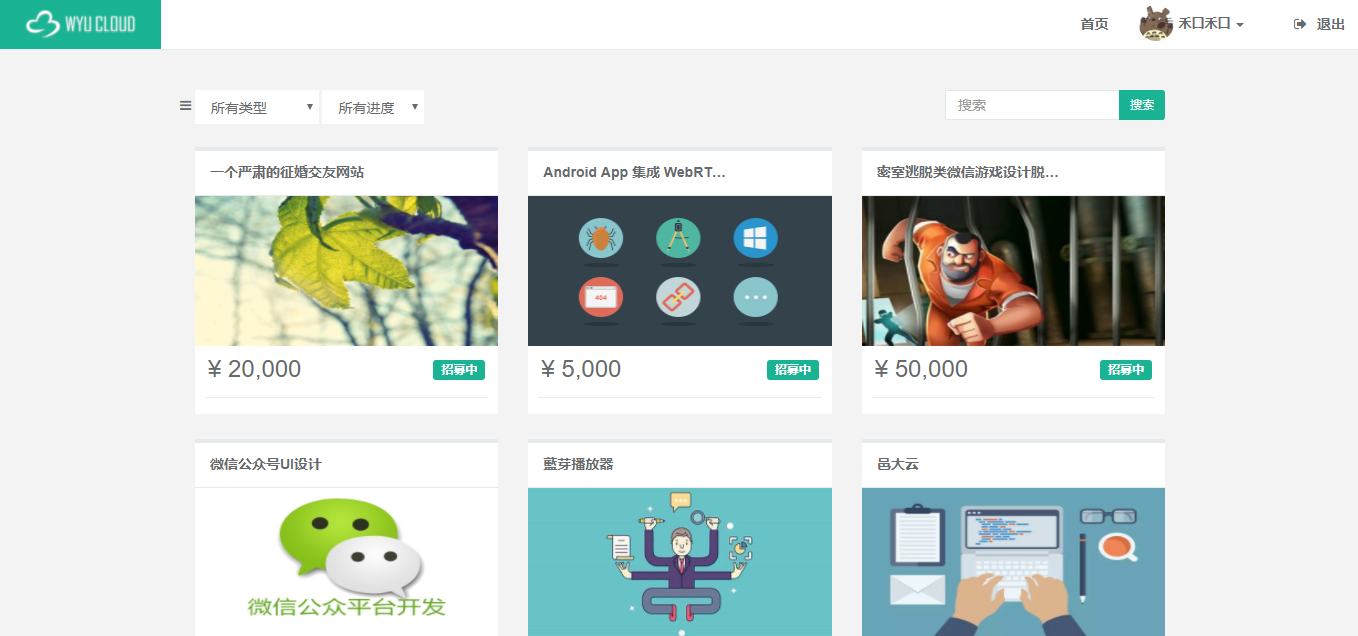 WYU CLOUD
首页
禾口禾口
退出
所有类型
所有进度
搜索
搜索
一个严肃的征婚交友网站
Android App 集成 WebRT...
密室逃脱类微信游戏设计脱...
404
¥ 20,000
招募中
¥ 5,000
招募中
¥ 50,000
招募中
微信公众号UI设计
藍芽播放器
邑大云
微信公众平台开发